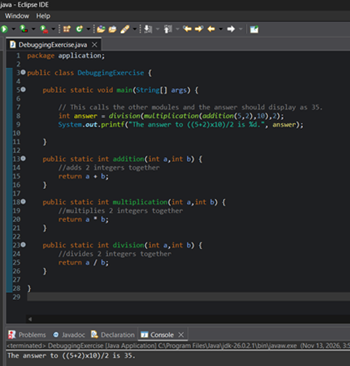 java - Eclipse IDE
Window Help
DebuggingExercise.java
1 package application;
2
3 public class DebuggingExercise {
4
5 public static void main(String[] args) {
6
7 // This calls the other modules and the answer should display as 35.
8 int answer = division(multiplication(addition(5,2),10),2);
9 System.out.printf("The answer to ((5+2)x10)/2 is %d.", answer);
10
11 }
12
13 public static int addition(int a,int b) {
14 //adds 2 integers together
15 return a + b;
16 }
17
18 public static int multiplication(int a,int b) {
19 //multiplies 2 integers together
20 return a * b;
21 }
22
23 public static int division(int a,int b) {
24 //divides 2 integers together
25 return a / b;
26 }
27
28 }
29
Problems Javadoc Declaration Console
<terminated> DebuggingExercise [Java Application] C:\Program Files\Java\jdk-26.0.2.1\bin\javaw.exe (Nov 13, 2026, 3:5
The answer to ((5+2)x10)/2 is 35.